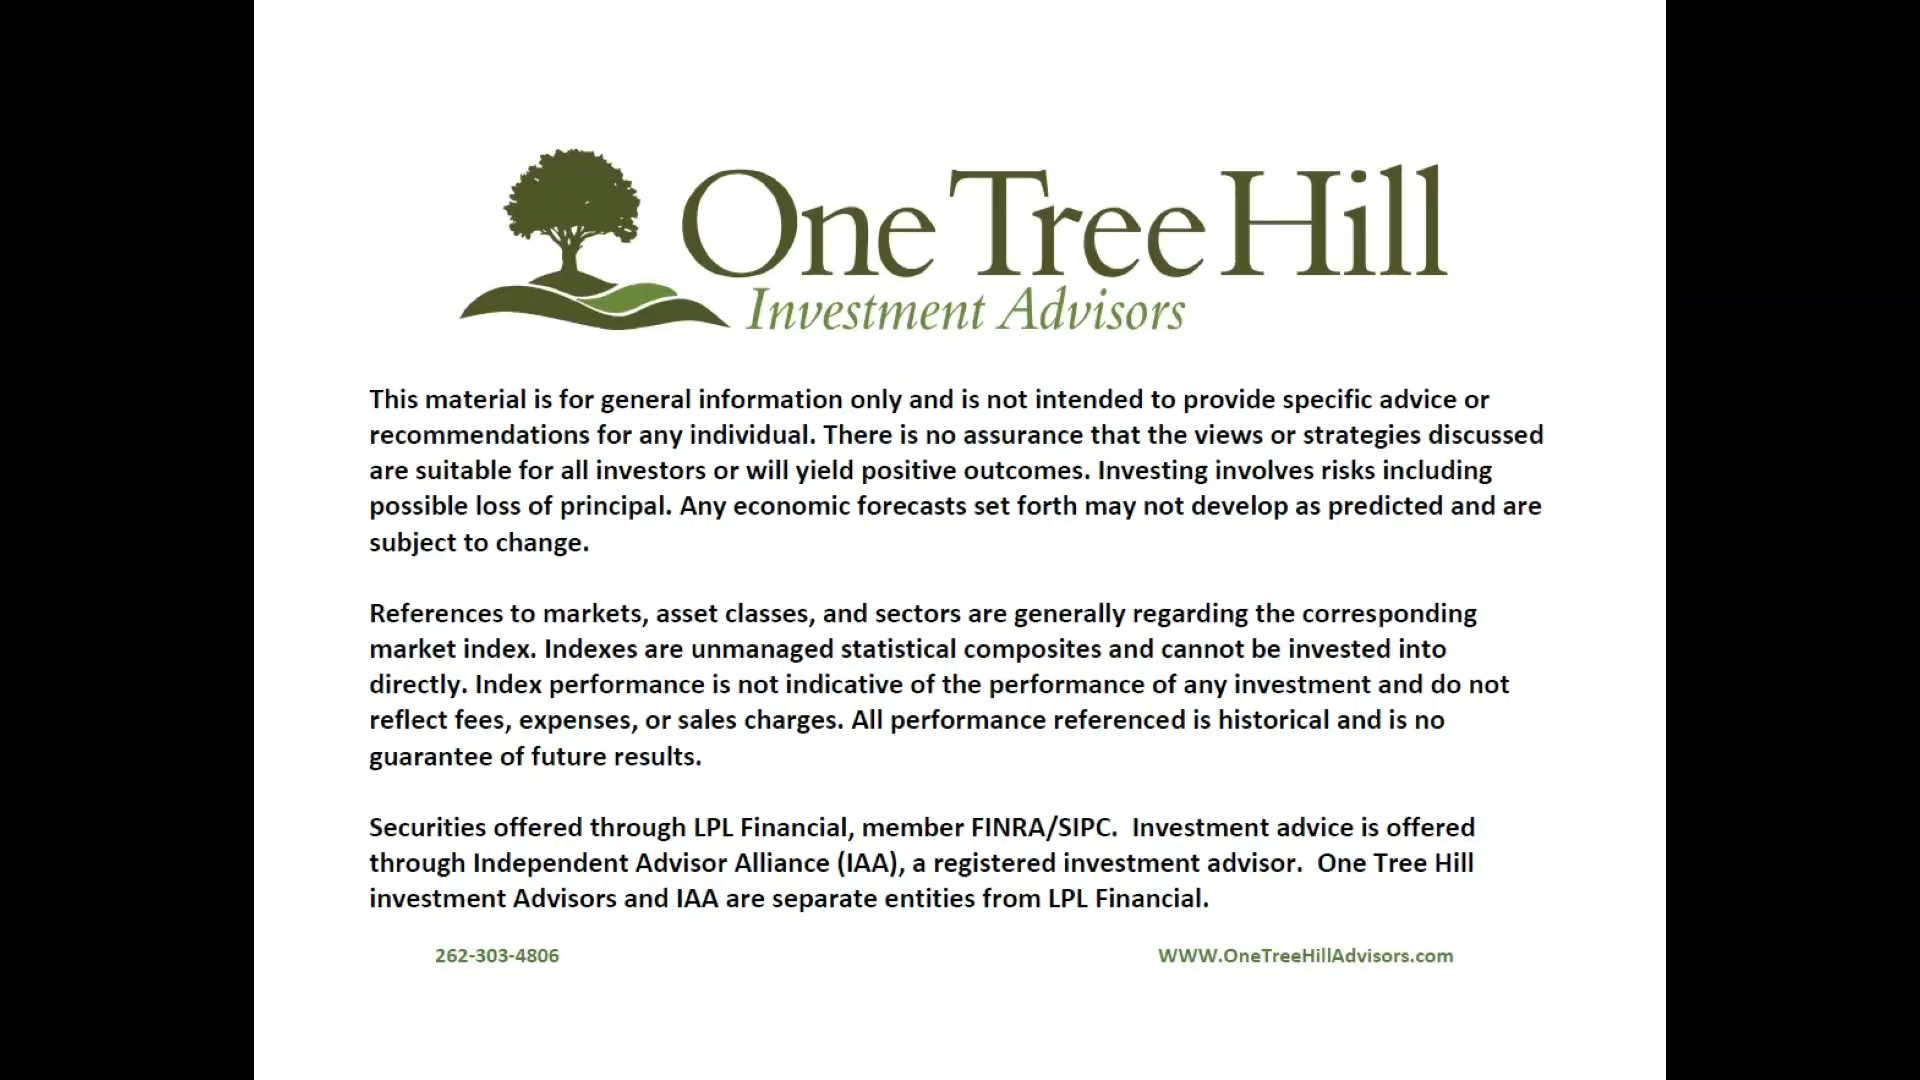 One Tree Hill
Investment Advisors
This material is for general information only and is not intended to provide specific advice or
recommendations for any individual. There is no assurance that the views or strategies discussed
are suitable for all investors or will yield positive outcomes. Investing involves risks including
possible loss of principal. Any economic forecasts set forth may not develop as predicted and are
subject to change.
References to markets, asset classes, and sectors are generally regarding the corresponding
market index. Indexes are unmanaged statistical composites and cannot be invested into
directly. Index performance is not indicative of the performance of any investment and do not
reflect fees, expenses, or sales charges. All performance referenced is historical and is no
guarantee of future results.
Securities offered through LPL Financial, member FINRA/SIPC.  Investment advice is offered
through Independent Advisor Alliance (IAA), a registered investment advisor.  One Tree Hill
investment Advisors and IAA are separate entities from LPL Financial.
262-303-4806
WWW.OneTreeHillAdvisors.com